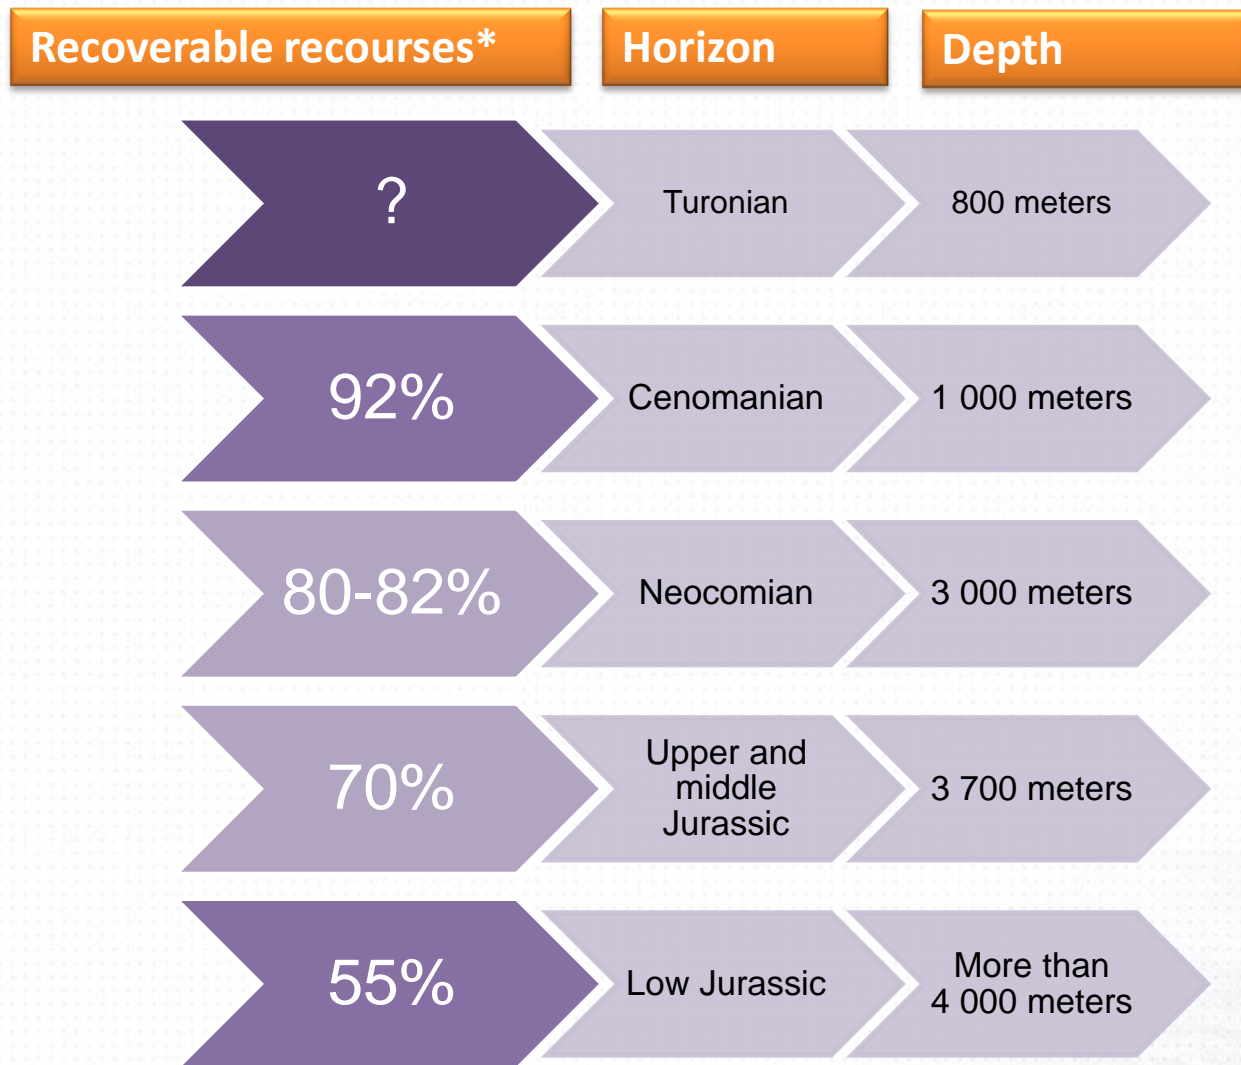 Recoverable recourses*
Horizon
Depth
?
Turonian
800 meters
92%
Cenomanian
1 000 meters
80-82%
Neocomian
3 000 meters
70%
Upper and
middle
Jurassic
3 700 meters
55%
Low Jurassic
More than
4 000 meters